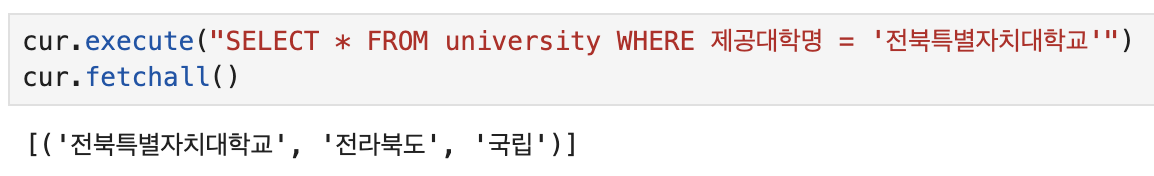 cur.execute("SELECT * FROM university WHERE 제공대학명 = '전북특별자치대학교'")
cur.fetchall()
[('전북특별자치대학교', '전라북도', '국립')]